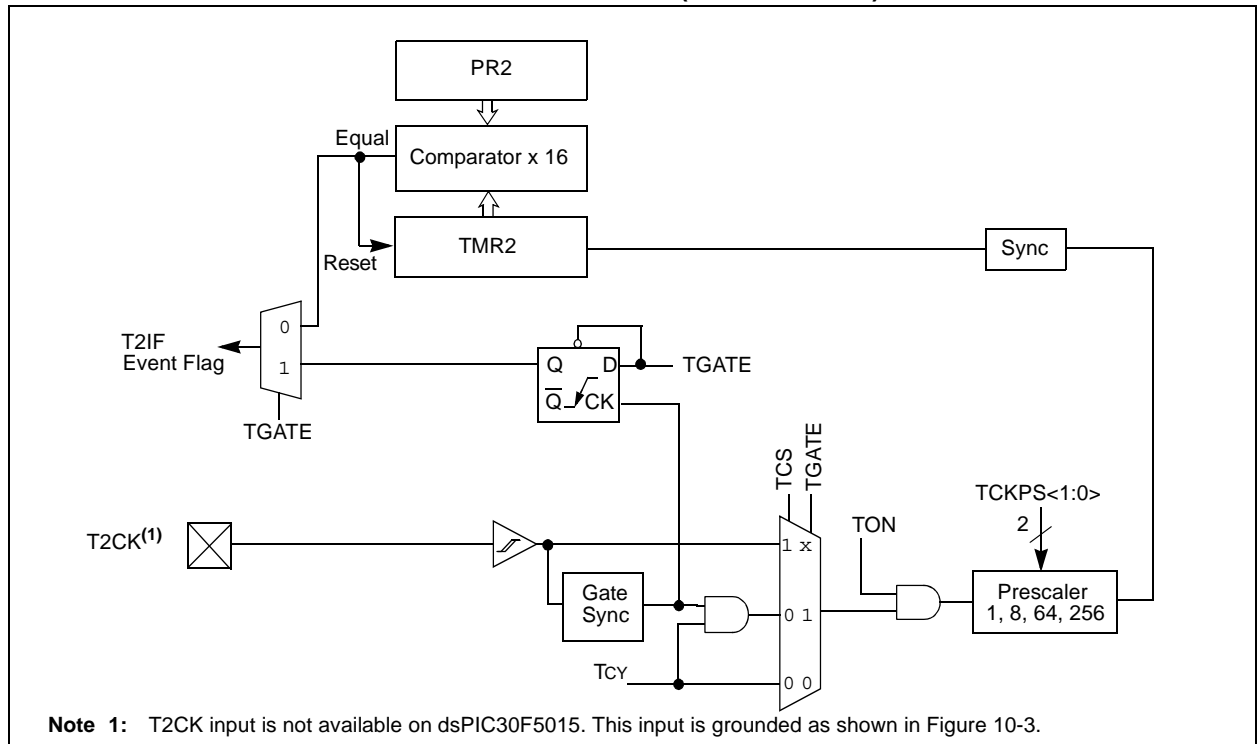 PR2
Equal
Comparator x 16
TMR2
Reset
Sync
0
1
T2IF
Event Flag
TGATE
Q
D
Q
CK
TGATE
TCS
TGATE
TCKPS<1:0>
2
TON
T2CK(1)
1 x
Gate
Sync
0 1
Prescaler
1, 8, 64, 256
TCY
0 0
Note 1: T2CK input is not available on dsPIC30F5015. This input is grounded as shown in Figure 10-3.